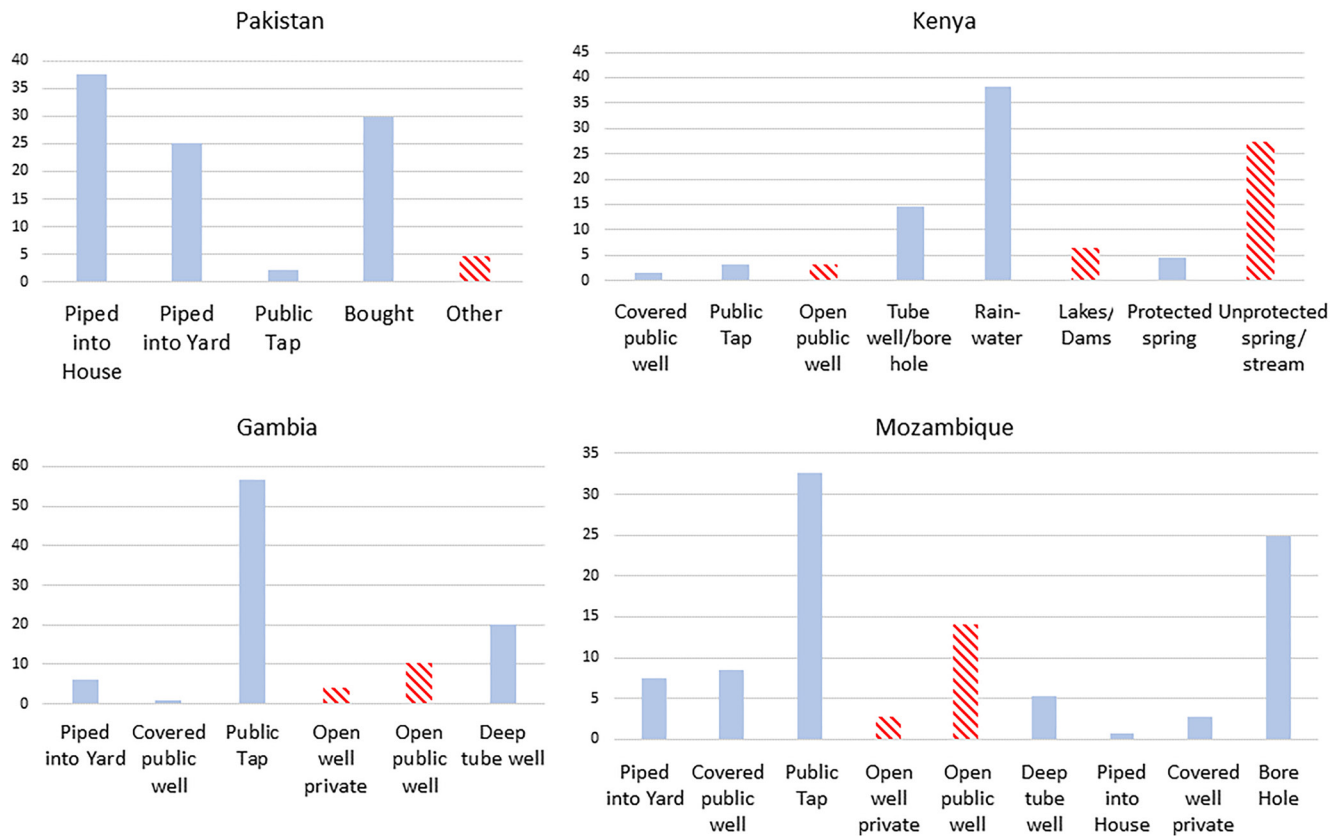 Pakistan
40
35
30
25
20
15
10
5
0
Piped
into
House
Piped
into Yard
Public
Tap
Bought
Other
Kenya
45
40
35
30
25
20
15
10
5
0
Covered
public
well
Public
Tap
Open
public
well
Tube
well/bore
hole
Rain-
water
Lakes/
Dams
Protected
spring
Unprotected
spring/
stream
Gambia
60
50
40
30
20
10
0
Piped
into Yard
Covered
public
well
Public
Tap
Open
well
private
Open
public
well
Deep
tube well
Mozambique
35
30
25
20
15
10
5
0
Piped
into Yard
Covered
public
well
Public
Tap
Open
well
private
Open
public
well
Deep
tube
well
Piped
into
House
Covered
well
private
Bore
Hole